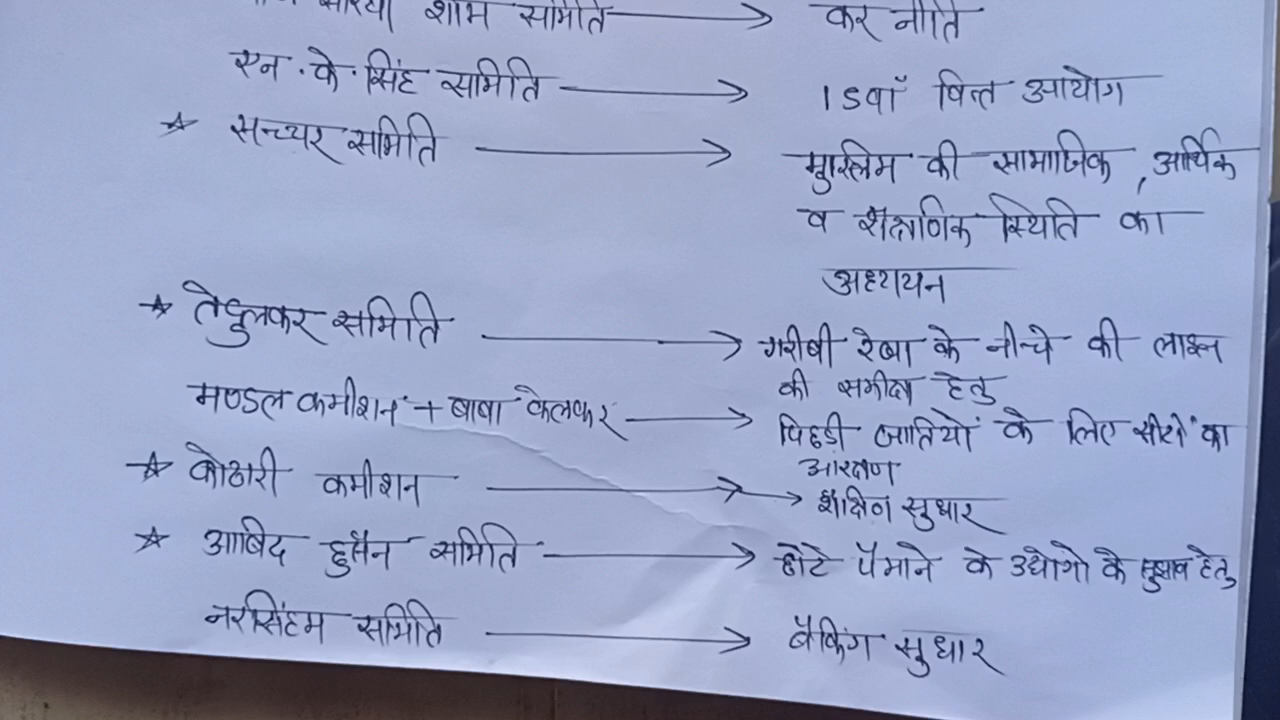 शोम समिति → कर नीति
एन. के. सिंह समिति → 15वाँ वित्त आयोग
☆ सच्चर समिति → मुस्लिम की सामाजिक, आर्थिक
व शैक्षणिक स्थिति का
अध्ययन
☆ तेंदुलकर समिति → गरीबी रेखा के नीचे की लाइन
की समीक्षा हेतु
मण्डल कमीशन + बाबा केलकर → पिछड़ी जातियों के लिए सीटों का
आरक्षण
☆ कोठारी कमीशन → शैक्षिण सुधार
☆ आबिद हुसैन समिति → छोटे पैमाने के उद्योगो के सुझाव हेतु
नरसिंहम समिति → बैंकिंग सुधार